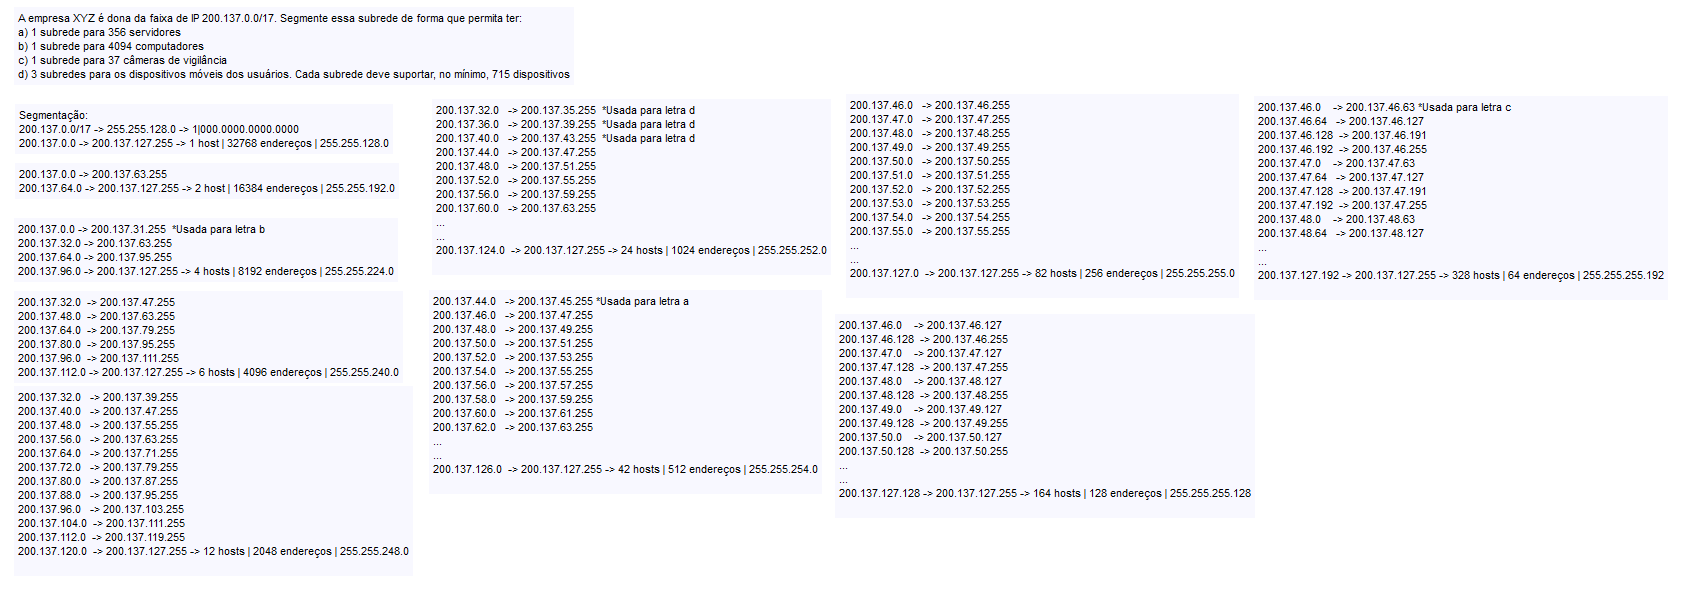 A empresa XYZ é dona da faixa de IP 200.137.0.0/17. Segmente essa subrede de forma que permita ter:
a) 1 subrede para 356 servidores
b) 1 subrede para 4094 computadores
c) 1 subrede para 37 câmeras de vigilância
d) 3 subredes para os dispositivos móveis dos usuários. Cada subrede deve suportar, no mínimo, 715 dispositivos
Segmentação:
200.137.0.0/17 -> 255.255.128.0 -> 1|000.0000.0000.0000
200.137.0.0 -> 200.137.127.255 -> 1 host | 32768 endereços | 255.255.128.0
200.137.0.0 -> 200.137.63.255
200.137.64.0 -> 200.137.127.255 -> 2 host | 16384 endereços | 255.255.192.0
200.137.0.0 -> 200.137.31.255 *Usada para letra b
200.137.32.0 -> 200.137.63.255
200.137.64.0 -> 200.137.95.255
200.137.96.0 -> 200.137.127.255 -> 4 hosts | 8192 endereços | 255.255.224.0
200.137.32.0 -> 200.137.47.255
200.137.48.0 -> 200.137.63.255
200.137.64.0 -> 200.137.79.255
200.137.80.0 -> 200.137.95.255
200.137.96.0 -> 200.137.111.255
200.137.112.0 -> 200.137.127.255 -> 6 hosts | 4096 endereços | 255.255.240.0
200.137.32.0 -> 200.137.39.255
200.137.40.0 -> 200.137.47.255
200.137.48.0 -> 200.137.55.255
200.137.56.0 -> 200.137.63.255
200.137.64.0 -> 200.137.71.255
200.137.72.0 -> 200.137.79.255
200.137.80.0 -> 200.137.87.255
200.137.88.0 -> 200.137.95.255
200.137.96.0 -> 200.137.103.255
200.137.104.0 -> 200.137.111.255
200.137.112.0 -> 200.137.119.255
200.137.120.0 -> 200.137.127.255 -> 12 hosts | 2048 endereços | 255.255.248.0
200.137.32.0 -> 200.137.35.255 *Usada para letra d
200.137.36.0 -> 200.137.39.255 *Usada para letra d
200.137.40.0 -> 200.137.43.255 *Usada para letra d
200.137.44.0 -> 200.137.47.255
200.137.48.0 -> 200.137.51.255
200.137.52.0 -> 200.137.55.255
200.137.56.0 -> 200.137.59.255
200.137.60.0 -> 200.137.63.255
...
...
200.137.124.0 -> 200.137.127.255 -> 24 hosts | 1024 endereços | 255.255.252.0
200.137.44.0 -> 200.137.45.255 *Usada para letra a
200.137.46.0 -> 200.137.47.255
200.137.48.0 -> 200.137.49.255
200.137.50.0 -> 200.137.51.255
200.137.52.0 -> 200.137.53.255
200.137.54.0 -> 200.137.55.255
200.137.56.0 -> 200.137.57.255
200.137.58.0 -> 200.137.59.255
200.137.60.0 -> 200.137.61.255
200.137.62.0 -> 200.137.63.255
...
...
200.137.126.0 -> 200.137.127.255 -> 42 hosts | 512 endereços | 255.255.254.0
200.137.46.0 -> 200.137.46.255
200.137.47.0 -> 200.137.47.255
200.137.48.0 -> 200.137.48.255
200.137.49.0 -> 200.137.49.255
200.137.50.0 -> 200.137.50.255
200.137.51.0 -> 200.137.51.255
200.137.52.0 -> 200.137.52.255
200.137.53.0 -> 200.137.53.255
200.137.54.0 -> 200.137.54.255
200.137.55.0 -> 200.137.55.255
...
...
200.137.127.0 -> 200.137.127.255 -> 82 hosts | 256 endereços | 255.255.255.0
200.137.46.0 -> 200.137.46.127
200.137.46.128 -> 200.137.46.255
200.137.47.0 -> 200.137.47.127
200.137.47.128 -> 200.137.47.255
200.137.48.0 -> 200.137.48.127
200.137.48.128 -> 200.137.48.255
200.137.49.0 -> 200.137.49.127
200.137.49.128 -> 200.137.49.255
200.137.50.0 -> 200.137.50.127
200.137.50.128 -> 200.137.50.255
...
...
200.137.127.128 -> 200.137.127.255 -> 164 hosts | 128 endereços | 255.255.255.128
200.137.46.0 -> 200.137.46.63 *Usada para letra c
200.137.46.64 -> 200.137.46.127
200.137.46.128 -> 200.137.46.191
200.137.46.192 -> 200.137.46.255
200.137.47.0 -> 200.137.47.63
200.137.47.64 -> 200.137.47.127
200.137.47.128 -> 200.137.47.191
200.137.47.192 -> 200.137.47.255
200.137.48.0 -> 200.137.48.63
200.137.48.64 -> 200.137.48.127
...
...
200.137.127.192 -> 200.137.127.255 -> 328 hosts | 64 endereços | 255.255.255.192